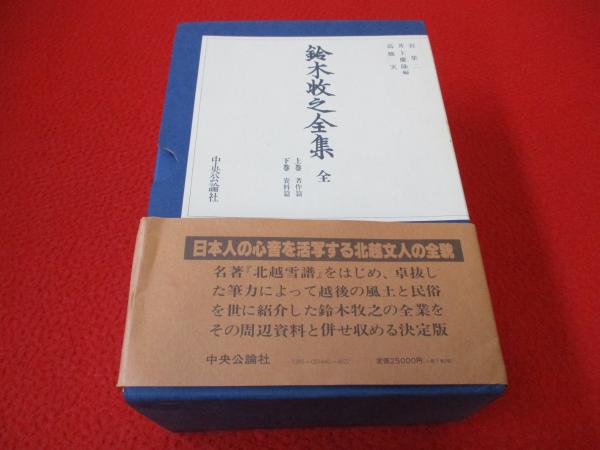 宮栄二
井上慶隆 編
高橋実
鈴木牧之全集 全
上巻 著作篇
下巻 資料篇
中央公論社
日本人の心音を活写する北越文人の全貌
名著『北越雪譜』をはじめ、卓抜し
た筆力によって越後の風土と民俗
を世に紹介した鈴木牧之の全業を
その周辺資料と併せ収める決定版
中央公論社
定価25000円